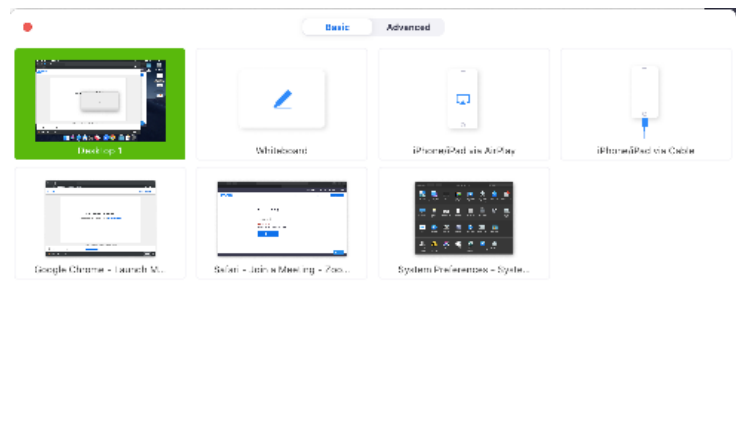 Basic
Advanced
Desktop 1
Whiteboard
iPhone/iPad via AirPlay
iPhone/iPad via Cable
Google Chrome - Launch M...
Safari - Join a Meeting - Zoo...
System Preferences - Syste...